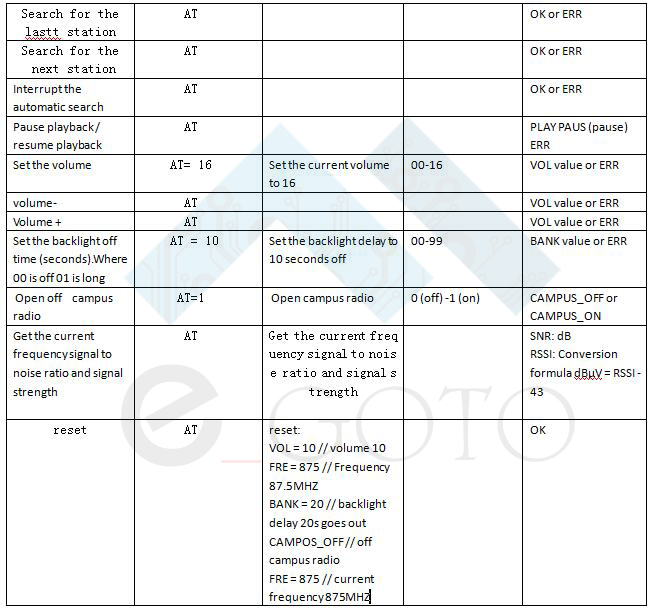 Search for the AT OK or ERR
lastt station
Search for the AT OK or ERR
next station
Interrupt the AT OK or ERR
automatic search
Pause playback/ AT PLAY PAUS (pause)
resume playback ERR
Set the volume AT= 16 Set the current volume 00-16 VOL value or ERR
to 16
volume- AT VOL value or ERR
Volume + AT VOL value or ERR
Set the backlight off AT = 10 Set the backlight delay to 00-99 BANK value or ERR
time (seconds).Where 10 seconds off
00 is off 01 is long
Open off campus AT=1 Open campus radio 0 (off) -1 (on) CAMPUS_OFF or
radio CAMPUS_ON
Get the current AT Get the current freq SNR: dB
frequency signal to uency signal to nois RSSI: Conversion
noise ratio and signal e ratio and signal s formula dBμV = RSSI -
strength trength 43
reset AT reset: OK
VOL = 10 // volume 10
FRE = 875 // Frequency
87.5MHZ
BANK = 20 // backlight
delay 20s goes out
CAMPOS_OFF // off
campus radio
FRE = 875 // current
frequency 875MHZ
e_GOTO